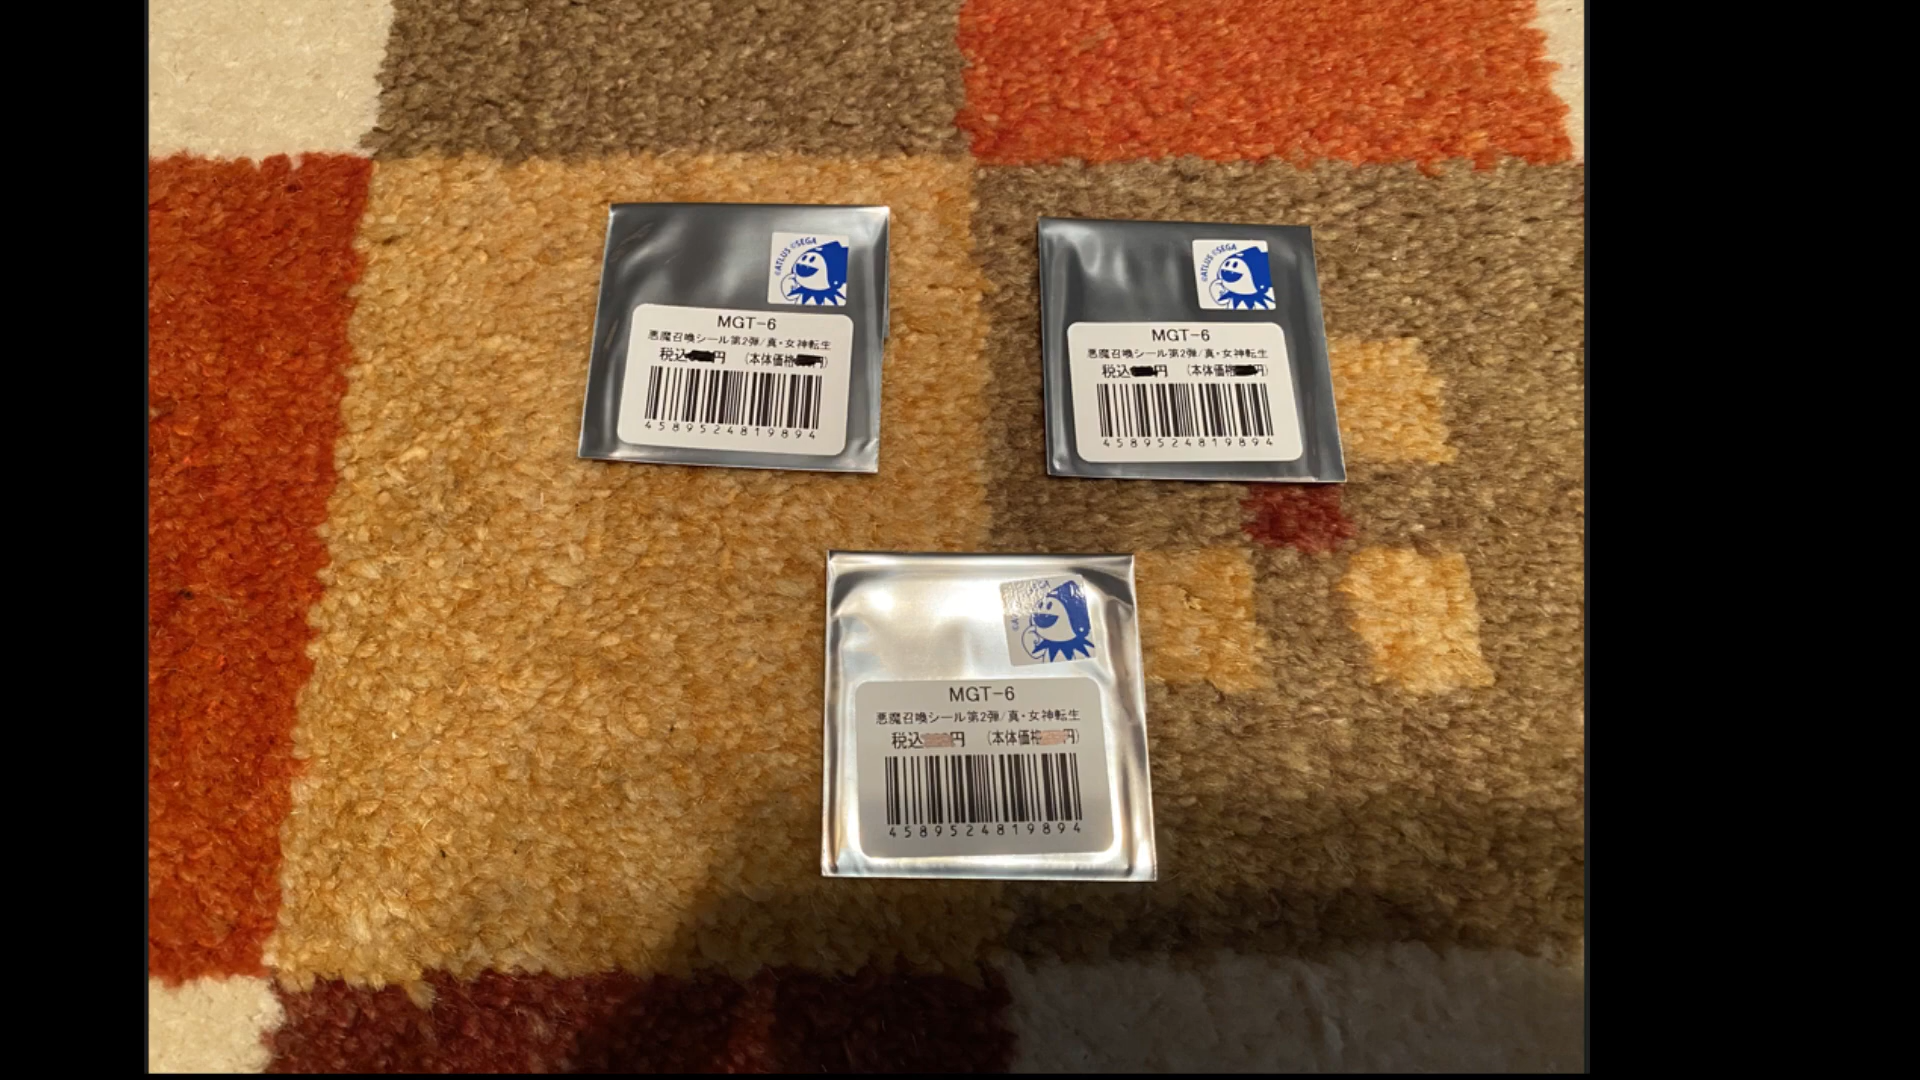 ©ATLUS ©SEGA
MGT-6
悪魔召喚シール第2弾/真・女神転生
税込 円 (本体価格 円)
4589524819894
©ATLUS ©SEGA
MGT-6
悪魔召喚シール第2弾/真・女神転生
税込 円 (本体価格 円)
4589524819894
MGT-6
悪魔召喚シール第2弾/真・女神転生
税込 円 (本体価格 円)
4589524819894